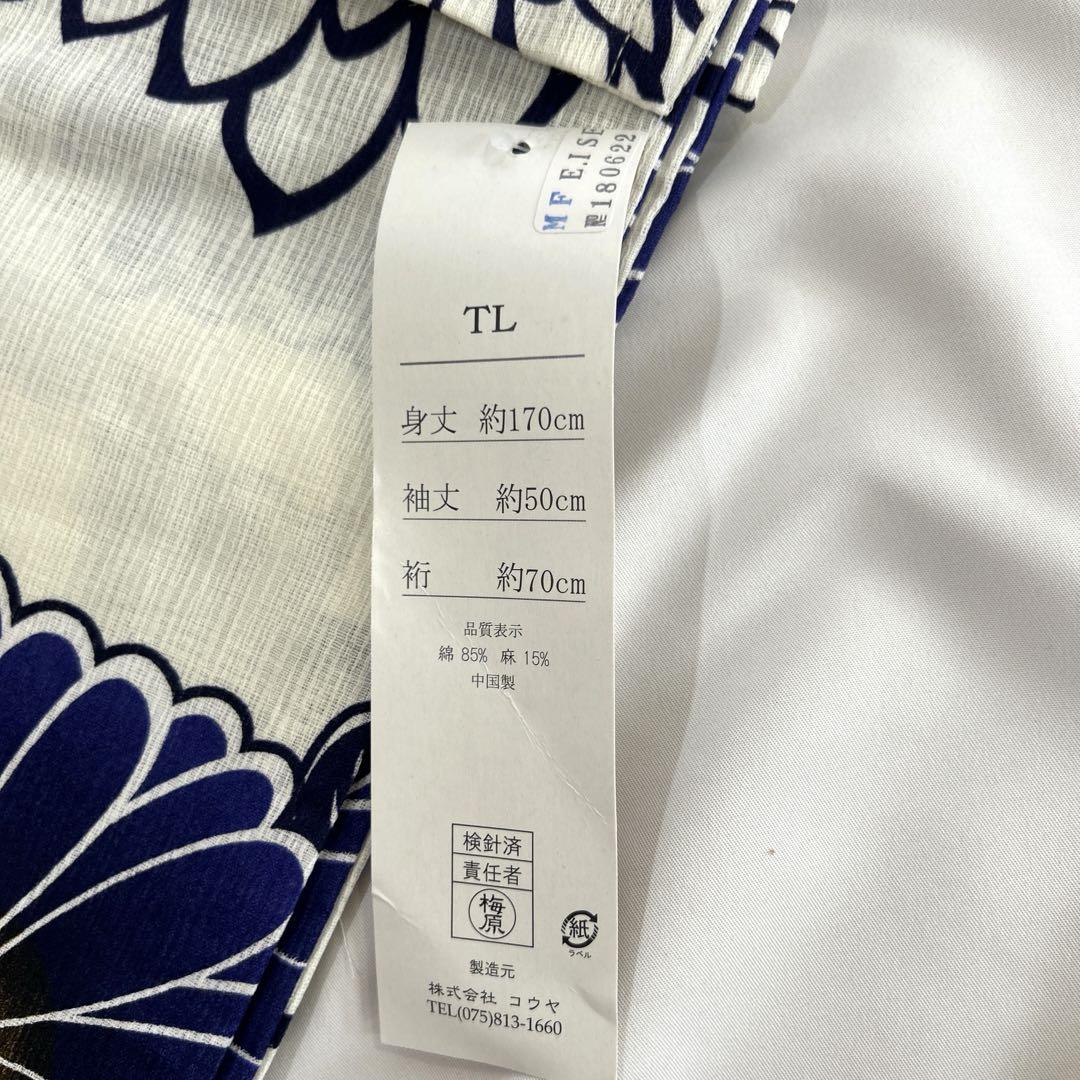 MF E.ISE
№180622
TL
身丈 約170cm
袖丈 約50cm
裄 約70cm
品質表示
綿 85% 麻 15%
中国製
検針済
責任者
梅原
紙
ラベル
製造元
株式会社 コウヤ
TEL(075)813-1660